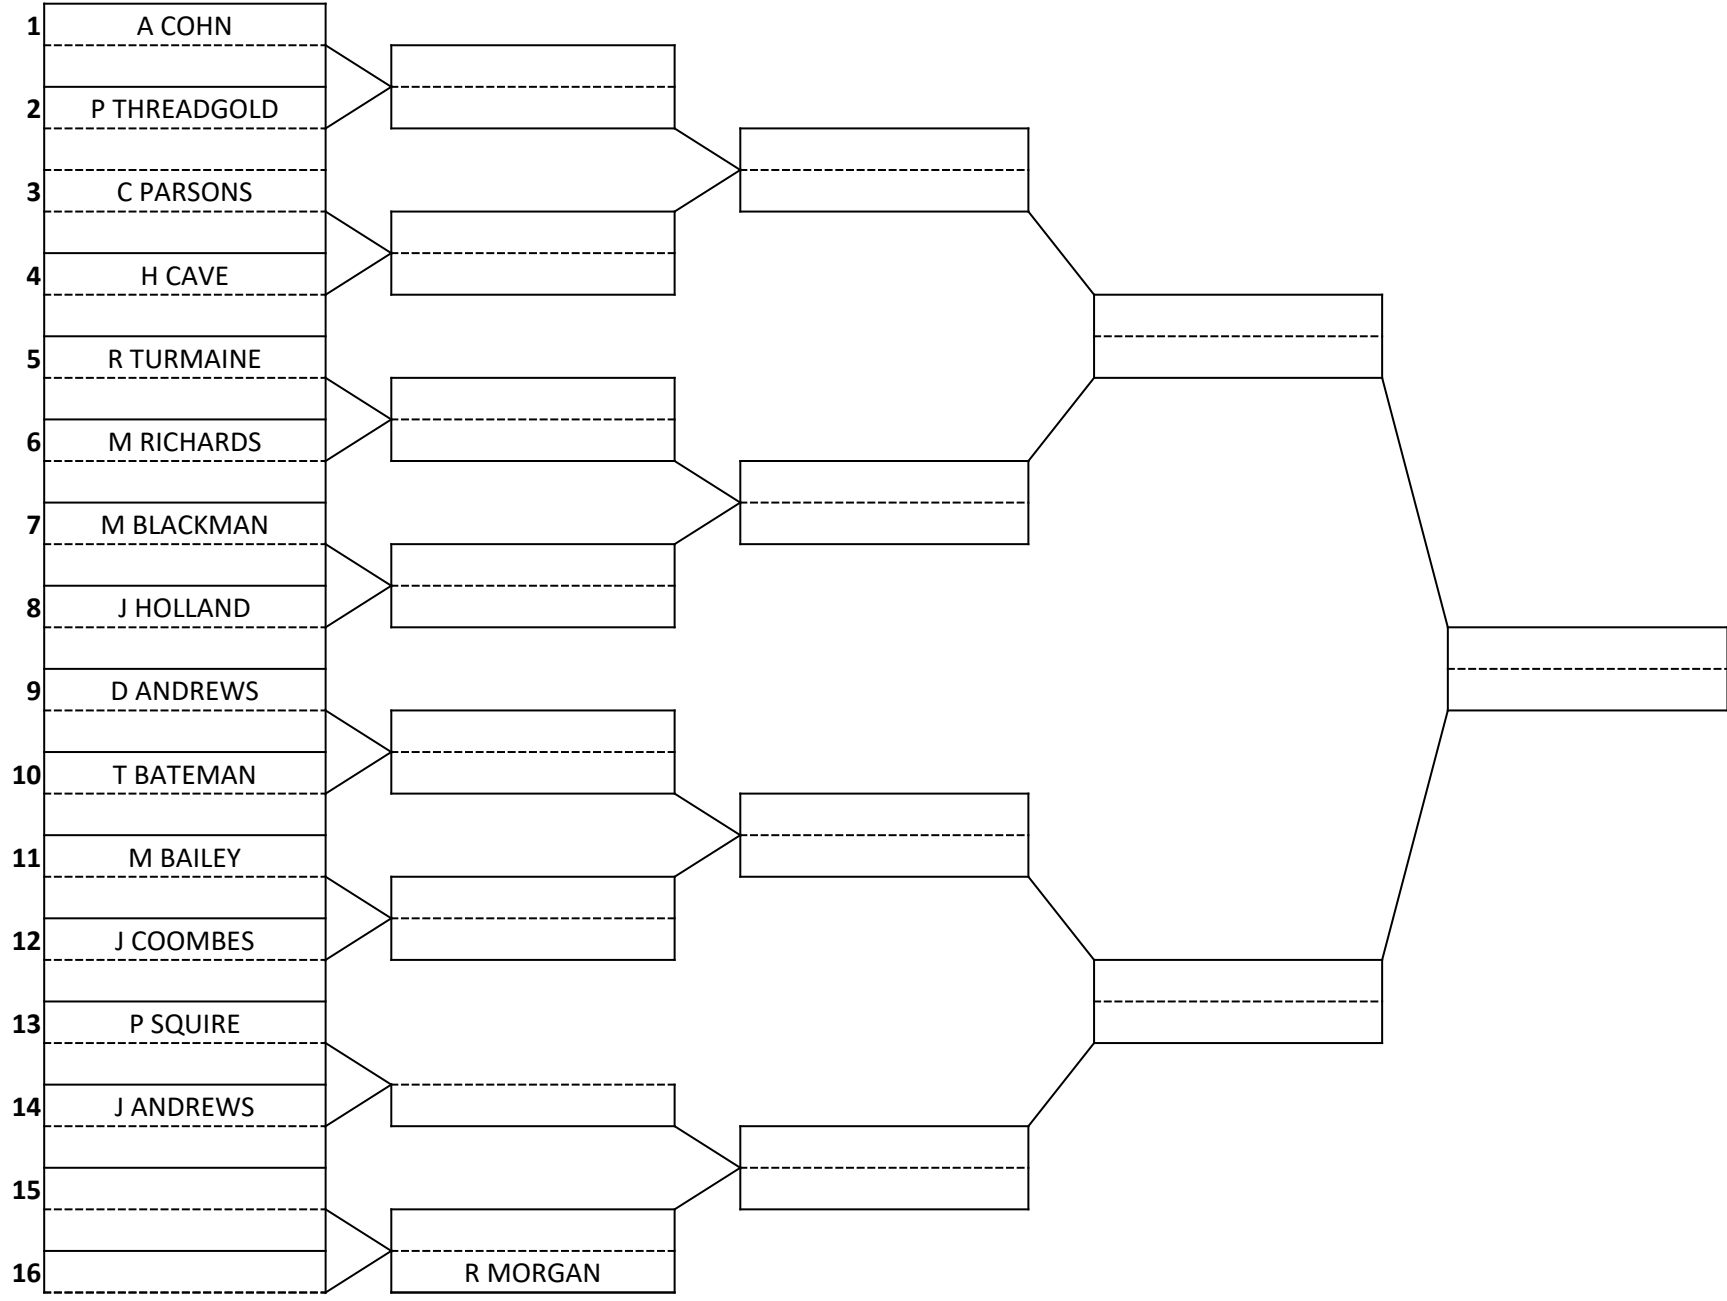 1 A COHN
2 P THREADGOLD
3 C PARSONS
4 H CAVE
5 R TURMAINE
6 M RICHARDS
7 M BLACKMAN
8 J HOLLAND
9 D ANDREWS
10 T BATEMAN
11 M BAILEY
12 J COOMBES
13 P SQUIRE
14 J ANDREWS
15
16 R MORGAN